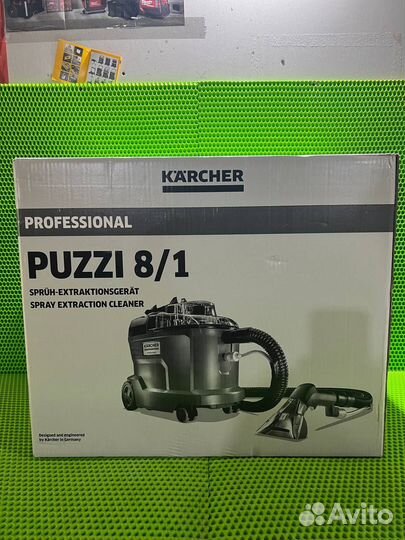 KÄRCHER
PROFESSIONAL
PUZZI 8/1
SPRÜH-EXTRAKTIONSGERÄT
SPRAY EXTRACTION CLEANER
KÄRCHER
Designed and engineered
by Kärcher in Germany
Avito